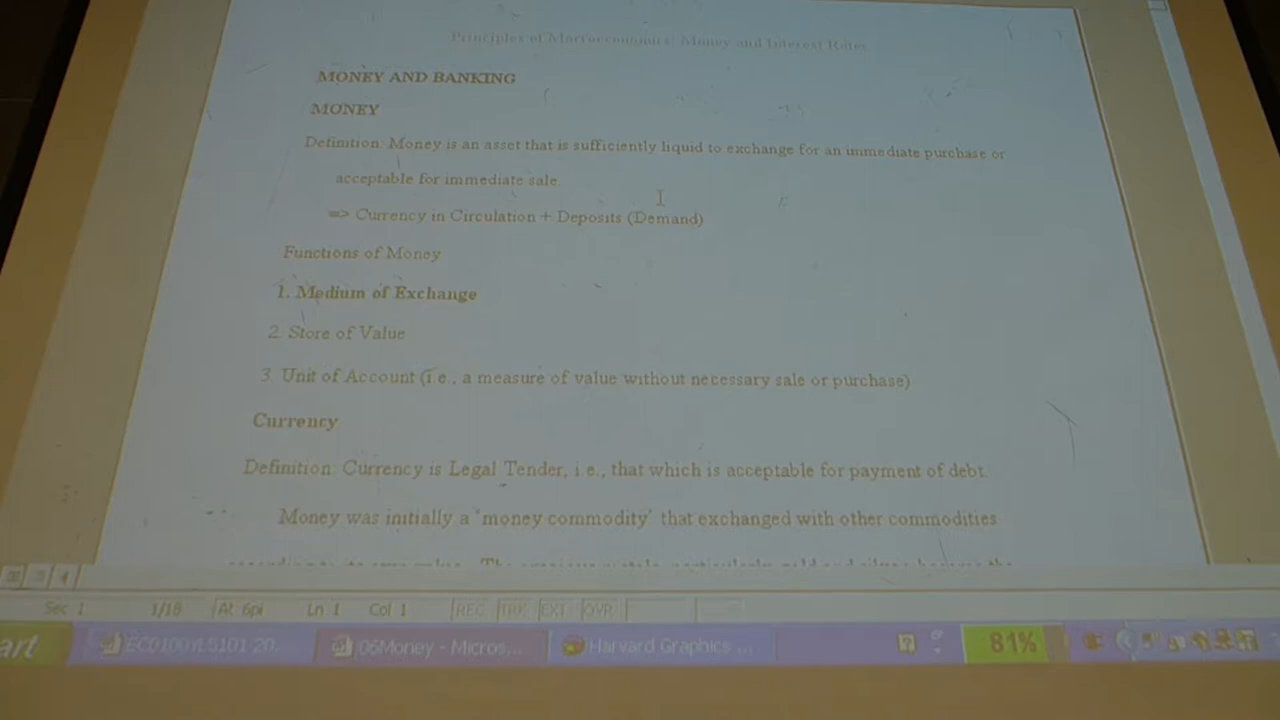 Principles of Macroeconomics: Money and Interest Rates
MONEY AND BANKING
MONEY
Definition: Money is an asset that is sufficiently liquid to exchange for an immediate purchase or
acceptable for immediate sale.
=> Currency in Circulation + Deposits (Demand)
Functions of Money
1. Medium of Exchange
2. Store of Value
3. Unit of Account (i.e., a measure of value without necessary sale or purchase)
Currency
Definition: Currency is Legal Tender, i.e., that which is acceptable for payment of debt.
Money was initially a 'money commodity' that exchanged with other commodities
Sec 1 1/18 At 6pi Ln 1 Col 1 REC TRK EXT OVR
art 06Money - Micros... Harvard Graphics ... 81%